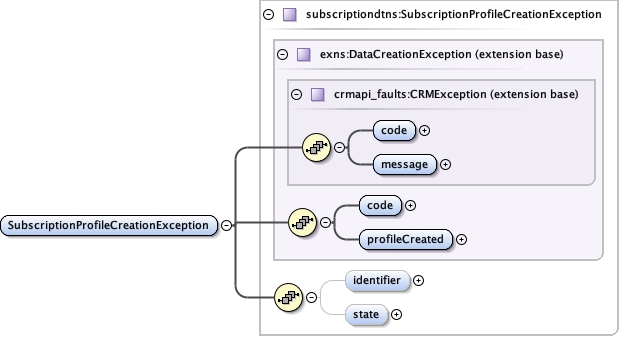 subscriptiondtns:SubscriptionProfileCreationException
exns:DataCreationException (extension base)
crmapi_faults:CRMException (extension base)
code
message
code
SubscriptionProfileCreationException
profileCreated
identifier
state